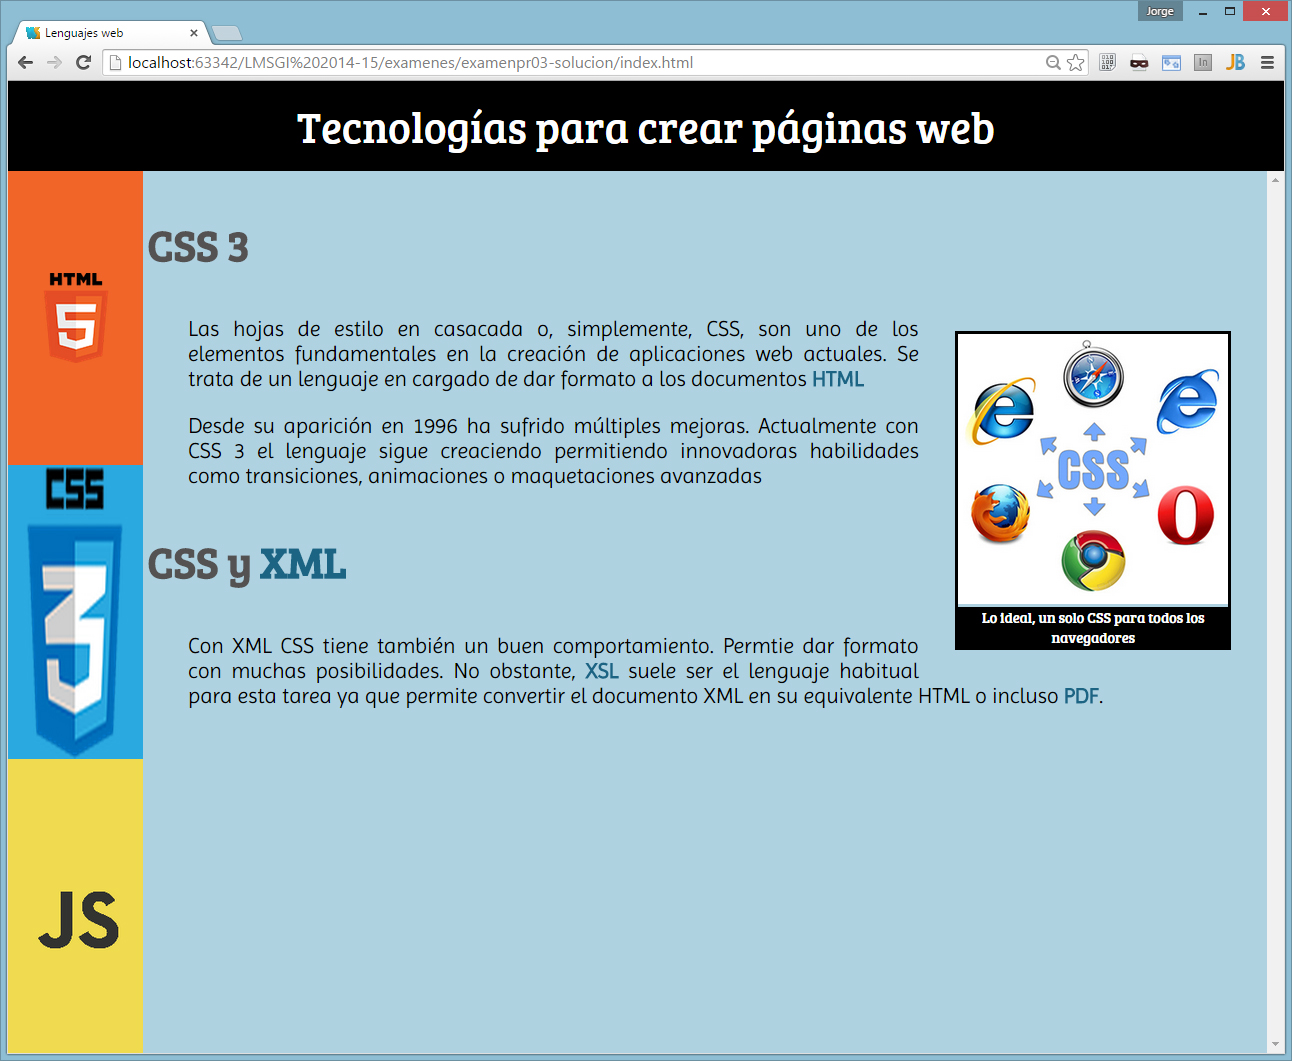 Jorge
Lenguajes web
localhost:63342/LMSGI%202014-15/examenes/examenpr03-solucion/index.html
In
JB
Tecnologías para crear páginas web
HTML
5
CSS
3
JS
CSS 3
Las hojas de estilo en casacada o, simplemente, CSS, son uno de los
elementos fundamentales en la creación de aplicaciones web actuales. Se
trata de un lenguaje en cargado de dar formato a los documentos HTML
Desde su aparición en 1996 ha sufrido múltiples mejoras. Actualmente con
CSS 3 el lenguaje sigue creaciendo permitiendo innovadoras habilidades
como transiciones, animaciones o maquetaciones avanzadas
CSS
Lo ideal, un solo CSS para todos los
navegadores
CSS y XML
Con XML CSS tiene también un buen comportamiento. Permtie dar formato
con muchas posibilidades. No obstante, XSL suele ser el lenguaje habitual
para esta tarea ya que permite convertir el documento XML en su equivalente HTML o incluso PDF.